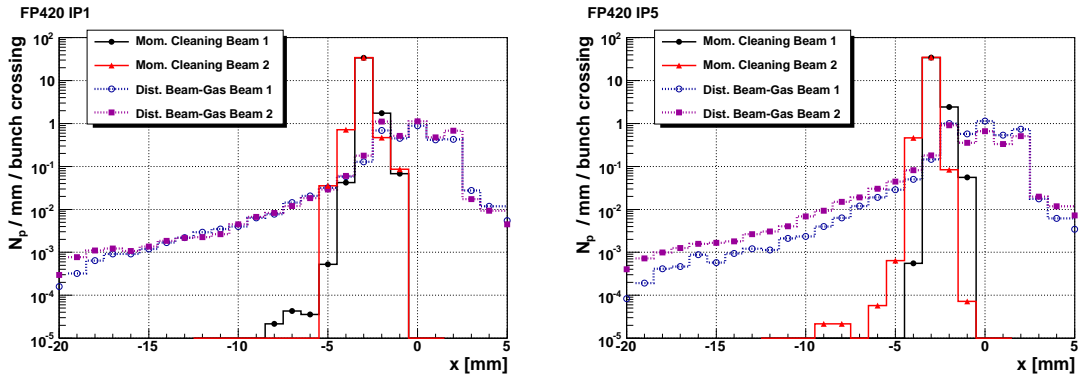 FP420 IP1
N_p / mm / bunch crossing
10^2
10
1
10^-1
10^-2
10^-3
10^-4
10^-5
Mom. Cleaning Beam 1
Mom. Cleaning Beam 2
Dist. Beam-Gas Beam 1
Dist. Beam-Gas Beam 2
-20 -15 -10 -5 0 5
x [mm]
FP420 IP5
N_p / mm / bunch crossing
10^2
10
1
10^-1
10^-2
10^-3
10^-4
10^-5
Mom. Cleaning Beam 1
Mom. Cleaning Beam 2
Dist. Beam-Gas Beam 1
Dist. Beam-Gas Beam 2
-20 -15 -10 -5 0 5
x [mm]